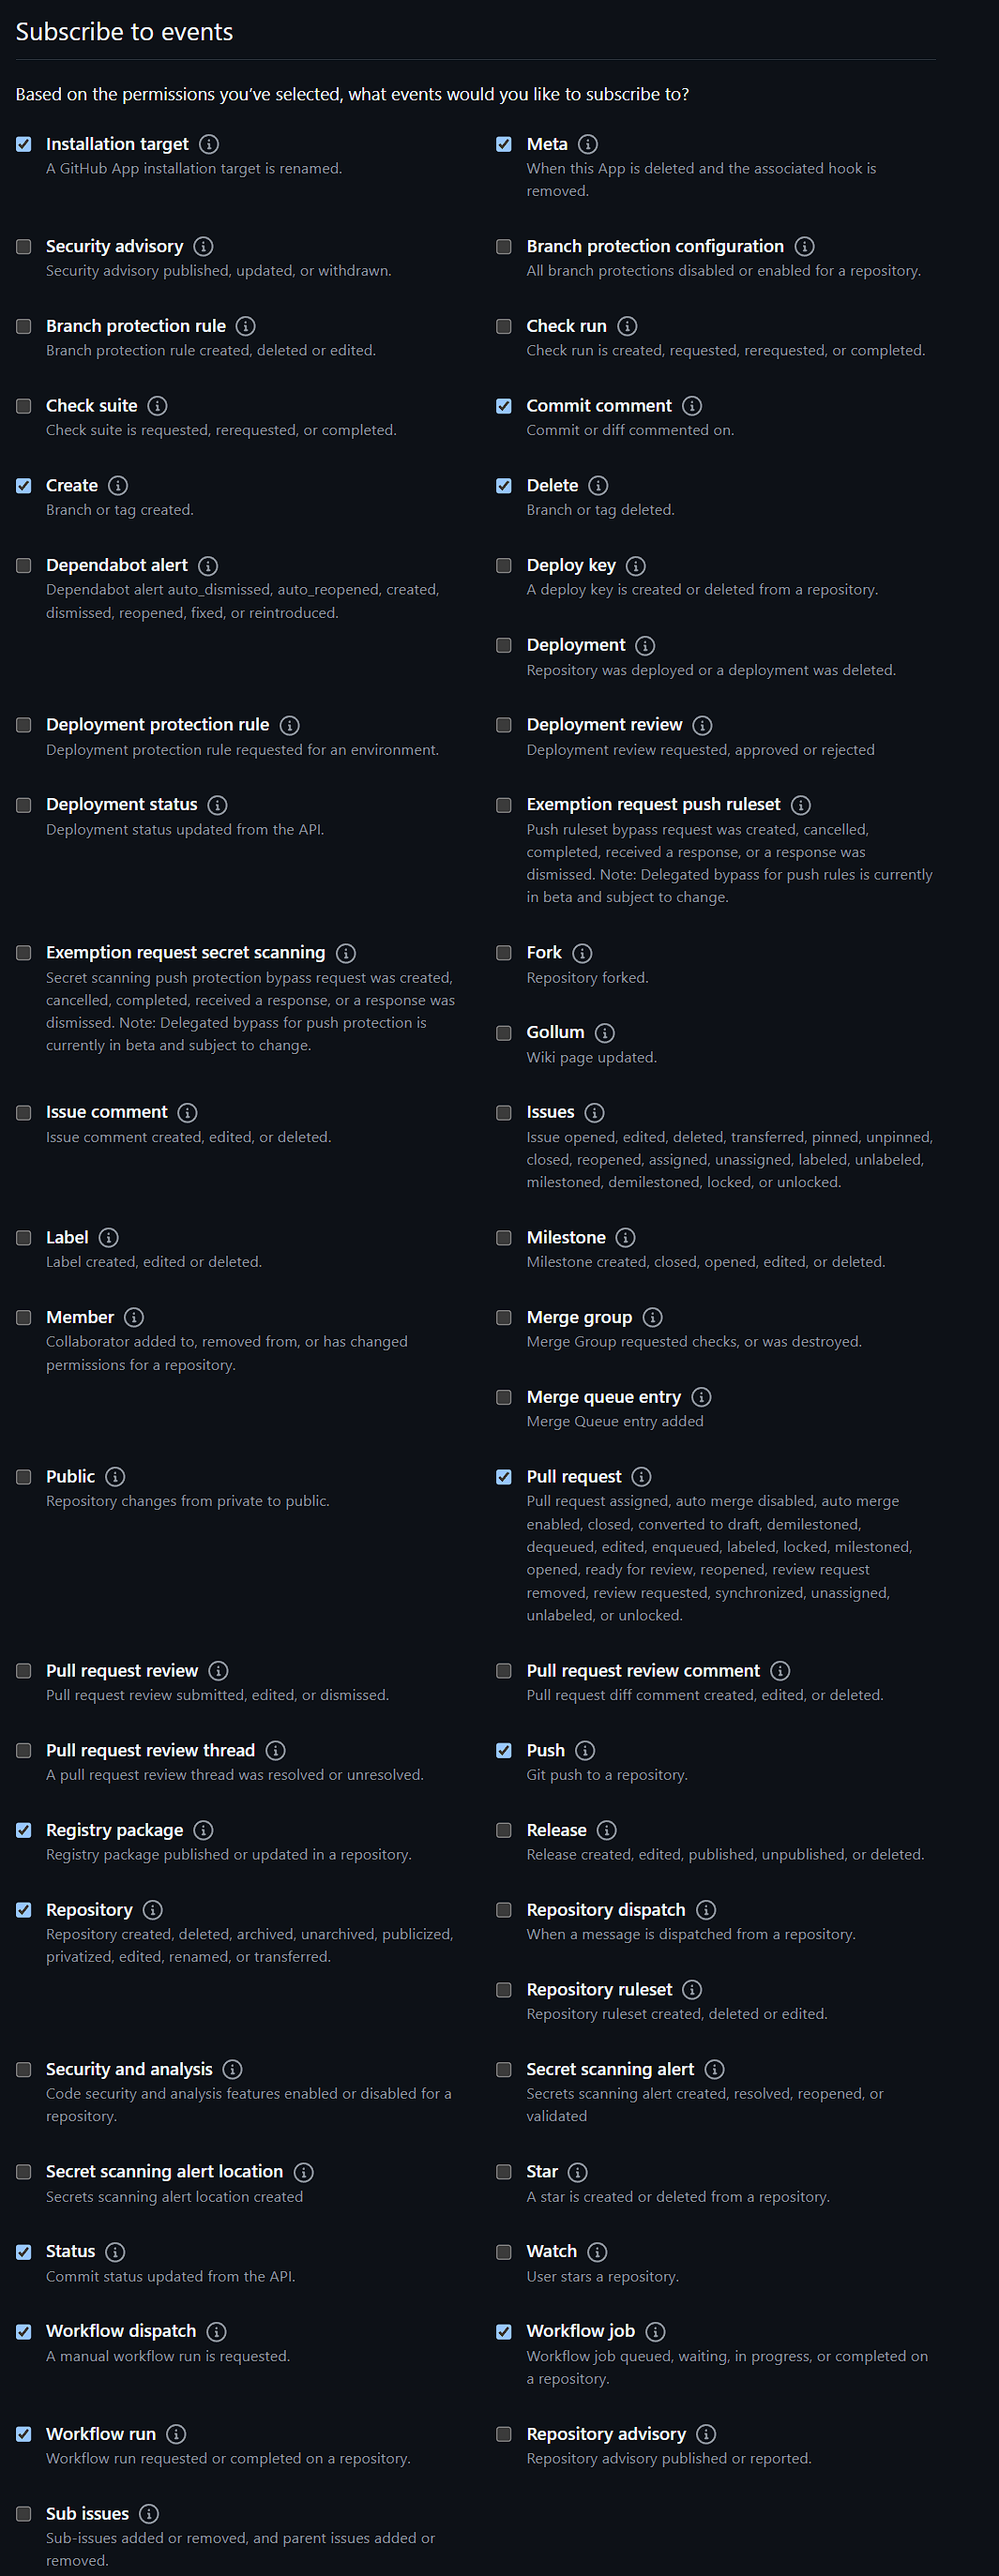 Subscribe to events
Based on the permissions you’ve selected, what events would you like to subscribe to?
Installation target
A GitHub App installation target is renamed.
Meta
When this App is deleted and the associated hook is
removed.
Security advisory
Security advisory published, updated, or withdrawn.
Branch protection configuration
All branch protections disabled or enabled for a repository.
Branch protection rule
Branch protection rule created, deleted or edited.
Check run
Check run is created, requested, rerequested, or completed.
Check suite
Check suite is requested, rerequested, or completed.
Commit comment
Commit or diff commented on.
Create
Branch or tag created.
Delete
Branch or tag deleted.
Dependabot alert
Dependabot alert auto_dismissed, auto_reopened, created,
dismissed, reopened, fixed, or reintroduced.
Deploy key
A deploy key is created or deleted from a repository.
Deployment
Repository was deployed or a deployment was deleted.
Deployment protection rule
Deployment protection rule requested for an environment.
Deployment review
Deployment review requested, approved or rejected
Deployment status
Deployment status updated from the API.
Exemption request push ruleset
Push ruleset bypass request was created, cancelled,
completed, received a response, or a response was
dismissed. Note: Delegated bypass for push rules is currently
in beta and subject to change.
Exemption request secret scanning
Secret scanning push protection bypass request was created,
cancelled, completed, received a response, or a response was
dismissed. Note: Delegated bypass for push protection is
currently in beta and subject to change.
Fork
Repository forked.
Gollum
Wiki page updated.
Issue comment
Issue comment created, edited, or deleted.
Issues
Issue opened, edited, deleted, transferred, pinned, unpinned,
closed, reopened, assigned, unassigned, labeled, unlabeled,
milestoned, demilestoned, locked, or unlocked.
Label
Label created, edited or deleted.
Milestone
Milestone created, closed, opened, edited, or deleted.
Member
Collaborator added to, removed from, or has changed
permissions for a repository.
Merge group
Merge Group requested checks, or was destroyed.
Merge queue entry
Merge Queue entry added
Public
Repository changes from private to public.
Pull request
Pull request assigned, auto merge disabled, auto merge
enabled, closed, converted to draft, demilestoned,
dequeued, edited, enqueued, labeled, locked, milestoned,
opened, ready for review, reopened, review request
removed, review requested, synchronized, unassigned,
unlabeled, or unlocked.
Pull request review
Pull request review submitted, edited, or dismissed.
Pull request review comment
Pull request diff comment created, edited, or deleted.
Pull request review thread
A pull request review thread was resolved or unresolved.
Push
Git push to a repository.
Registry package
Registry package published or updated in a repository.
Release
Release created, edited, published, unpublished, or deleted.
Repository
Repository created, deleted, archived, unarchived, publicized,
privatized, edited, renamed, or transferred.
Repository dispatch
When a message is dispatched from a repository.
Repository ruleset
Repository ruleset created, deleted or edited.
Security and analysis
Code security and analysis features enabled or disabled for a
repository.
Secret scanning alert
Secrets scanning alert created, resolved, reopened, or
validated
Secret scanning alert location
Secrets scanning alert location created
Star
A star is created or deleted from a repository.
Status
Commit status updated from the API.
Watch
User stars a repository.
Workflow dispatch
A manual workflow run is requested.
Workflow job
Workflow job queued, waiting, in progress, or completed on
a repository.
Workflow run
Workflow run requested or completed on a repository.
Repository advisory
Repository advisory published or reported.
Sub issues
Sub-issues added or removed, and parent issues added or
removed.